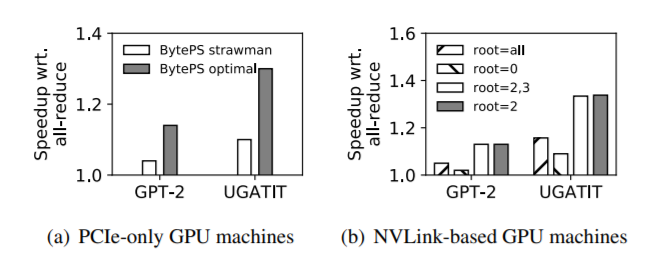 Speedup wrt.
all-reduce
1.4
1.2
1.0
BytePS strawman
BytePS optimal
GPT-2
UGATIT
(a) PCIe-only GPU machines
Speedup wrt.
all-reduce
1.6
1.4
1.2
1.0
root=all
root=0
root=2,3
root=2
GPT-2
UGATIT
(b) NVLink-based GPU machines